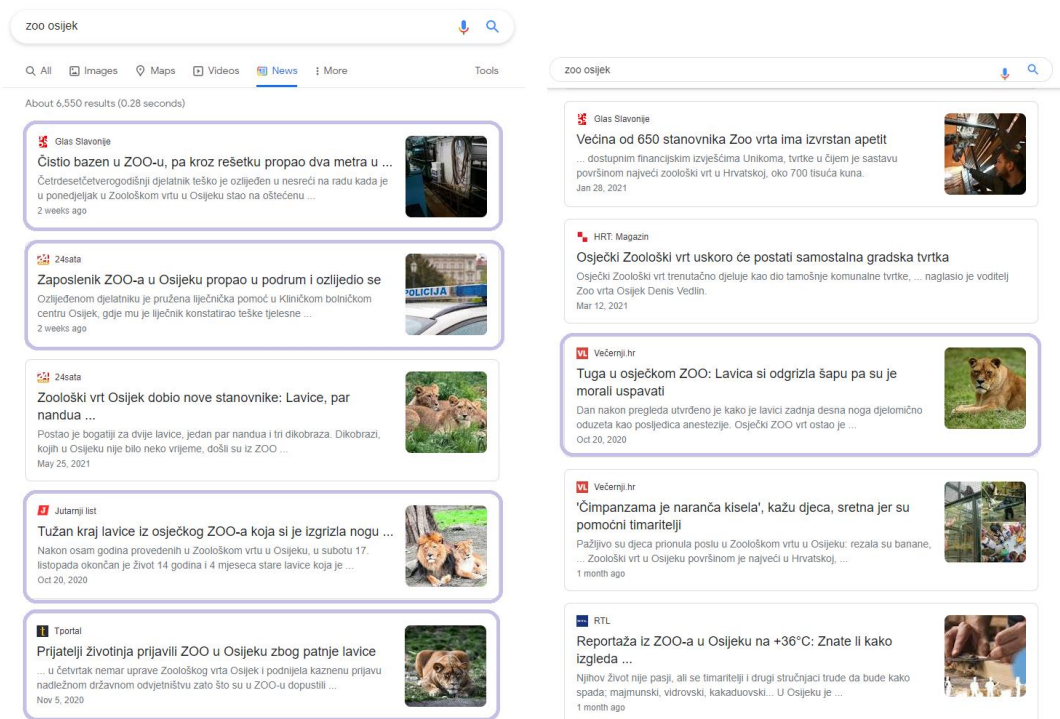 zoo osijek
All Images Maps Videos News More Tools
About 6,550 results (0.28 seconds)
Glas Slavonije
Čistio bazen u ZOO-u, pa kroz rešetku propao dva metra u ...
Četrdesetčetverogodišnji djelatnik teško je ozlijeđen u nesreći na radu kada je
u ponedjeljak u Zoološkom vrtu u Osijeku stao na oštećenu ...
2 weeks ago
24sata
Zaposlenik ZOO-a u Osijeku propao u podrum i ozlijedio se
Ozlijeđenom djelatniku je pružena liječnička pomoć u Kliničkom bolničkom
centru Osijek, gdje mu je liječnik konstatirao teške tjelesne ...
2 weeks ago
POLICIJA
24sata
Zoološki vrt Osijek dobio nove stanovnike: Lavice, par
nandua ...
Postao je bogatiji za dvije lavice, jedan par nandua i tri dikobraza. Dikobrazi,
kojih u Osijeku nije bilo neko vrijeme, došli su iz ZOO ...
May 25, 2021
Jutarnji list
Tužan kraj lavice iz osječkog ZOO-a koja si je izgrizla nogu ...
Nakon osam godina provedenih u Zoološkom vrtu u Osijeku, u subotu 17.
listopada okončan je život 14 godina i 4 mjeseca stare lavice koja je ...
Oct 20, 2020
Tportal
Prijatelji životinja prijavili ZOO u Osijeku zbog patnje lavice
... u četvrtak nemar uprave Zoološkog vrta Osijek i podnijela kaznenu prijavu
nadležnom državnom odvjetništvu zato što su u ZOO-u dopustili ...
Nov 5, 2020
zoo osijek
Glas Slavonije
Većina od 650 stanovnika Zoo vrta ima izvrstan apetit
... dostupnim financijskim izvješćima Unikoma, tvrtke u čijem je sastavu
površinom najveći zoološki vrt u Hrvatskoj, oko 700 tisuća kuna.
Jan 28, 2021
HRT: Magazin
Osječki Zoološki vrt uskoro će postati samostalna gradska tvrtka
Osječki Zoološki vrt trenutačno djeluje kao dio tamošnje komunalne tvrtke, ... naglasio je voditelj
Zoo vrta Osijek Denis Vedlin.
Mar 12, 2021
VL Večernji.hr
Tuga u osječkom ZOO: Lavica si odgrizla šapu pa su je
morali uspavati
Dan nakon pregleda utvrđeno je kako je lavici zadnja desna noga djelomično
oduzeta kao posljedica anestezije. Osječki ZOO vrt ostao je ...
Oct 20, 2020
VL Večernji.hr
'Čimpanzama je naranča kisela', kažu djeca, sretna jer su
pomoćni timaritelji
Pažljivo su djeca prionula poslu u Zoološkom vrtu u Osijeku: rezala su banane,
... Zoološki vrt u Osijeku površinom je najveći u Hrvatskoj, ...
1 month ago
RTL
Reportaža iz ZOO-a u Osijeku na +36°C: Znate li kako
izgleda ...
Njihov život nije pasji, ali se timaritelji i drugi stručnjaci trude da bude kako
spada; majmunski, vidrovski, kakaduovski... U Osijeku je ...
1 month ago